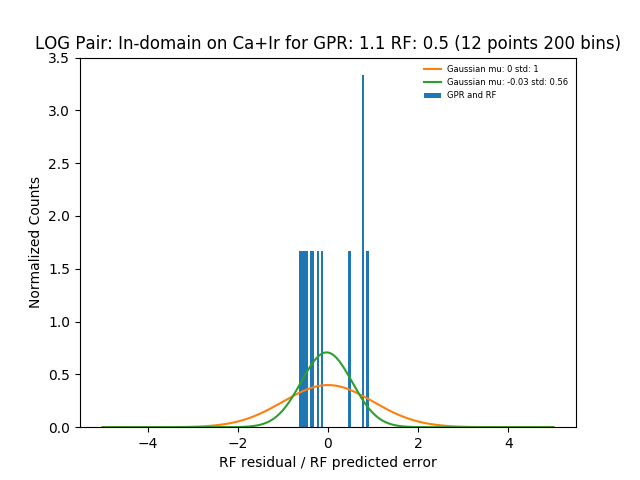 LOG Pair: In-domain on Ca+Ir for GPR: 1.1 RF: 0.5 (12 points 200 bins)
Gaussian mu: 0 std: 1
Gaussian mu: -0.03 std: 0.56
GPR and RF
3.5
3.0
2.5
2.0
1.5
1.0
0.5
0.0
Normalized Counts
−4
−2
0
2
4
RF residual / RF predicted error